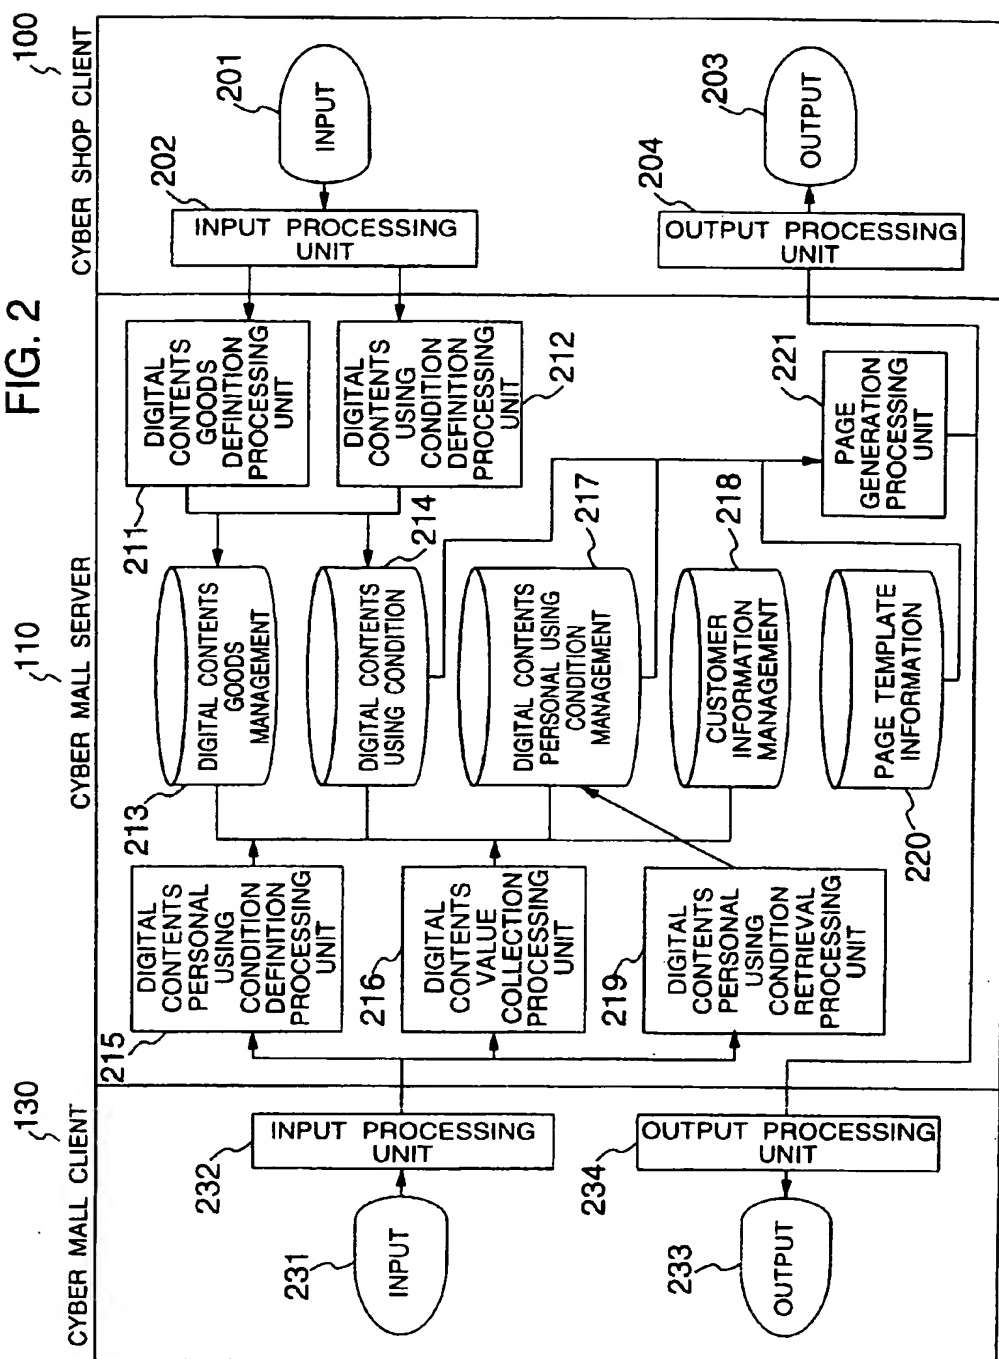 FIG. 2
130
CYBER MALL CLIENT
110
CYBER MALL SERVER
100
CYBER SHOP CLIENT
231
INPUT
232
INPUT PROCESSING
UNIT
233
OUTPUT
234
OUTPUT PROCESSING
UNIT
215
DIGITAL
CONTENTS
PERSONAL
USING
CONDITION
DEFINITION
PROCESSING
UNIT
216
DIGITAL
CONTENTS
VALUE
COLLECTION
PROCESSING
UNIT
219
DIGITAL
CONTENTS
PERSONAL
USING
CONDITION
RETRIEVAL
PROCESSING
UNIT
213
DIGITAL CONTENTS
GOODS
MANAGEMENT
214
DIGITAL CONTENTS
USING CONDITION
217
DIGITAL CONTENTS
PERSONAL USING
CONDITION
MANAGEMENT
218
CUSTOMER
INFORMATION
MANAGEMENT
220
PAGE TEMPLATE
INFORMATION
211
DIGITAL
CONTENTS
GOODS
DEFINITION
PROCESSING
UNIT
212
DIGITAL
CONTENTS
USING
CONDITION
DEFINITION
PROCESSING
UNIT
221
PAGE
GENERATION
PROCESSING
UNIT
202
INPUT PROCESSING
UNIT
201
INPUT
204
OUTPUT PROCESSING
UNIT
203
OUTPUT